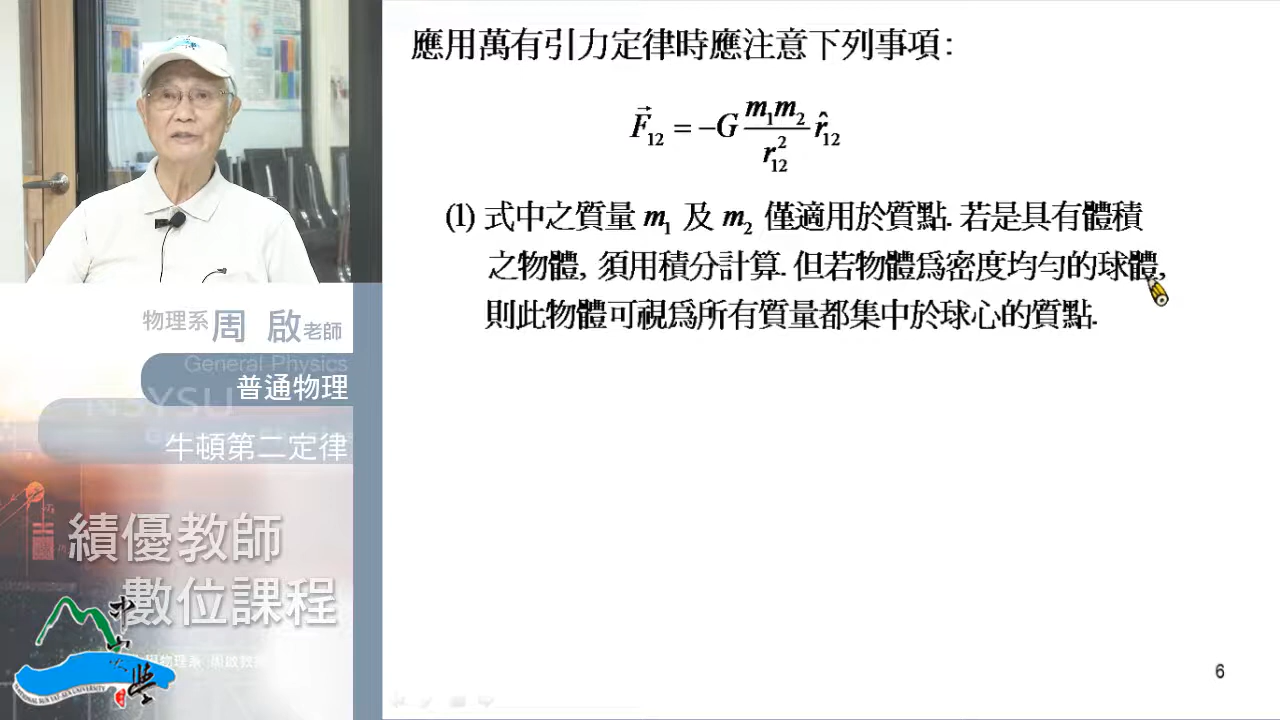 應用萬有引力定律時應注意下列事項:
F⃗₁₂ = −G m₁m₂ / r₁₂² r̂₁₂
(1) 式中之質量 m₁ 及 m₂ 僅適用於質點. 若是具有體積
之物體, 須用積分計算. 但若物體為密度均勻的球體,
則此物體可視為所有質量都集中於球心的質點.
物理系 周 啟 老師
General Physics
普通物理
NSYSU
牛頓第二定律
績優教師
數位課程
6